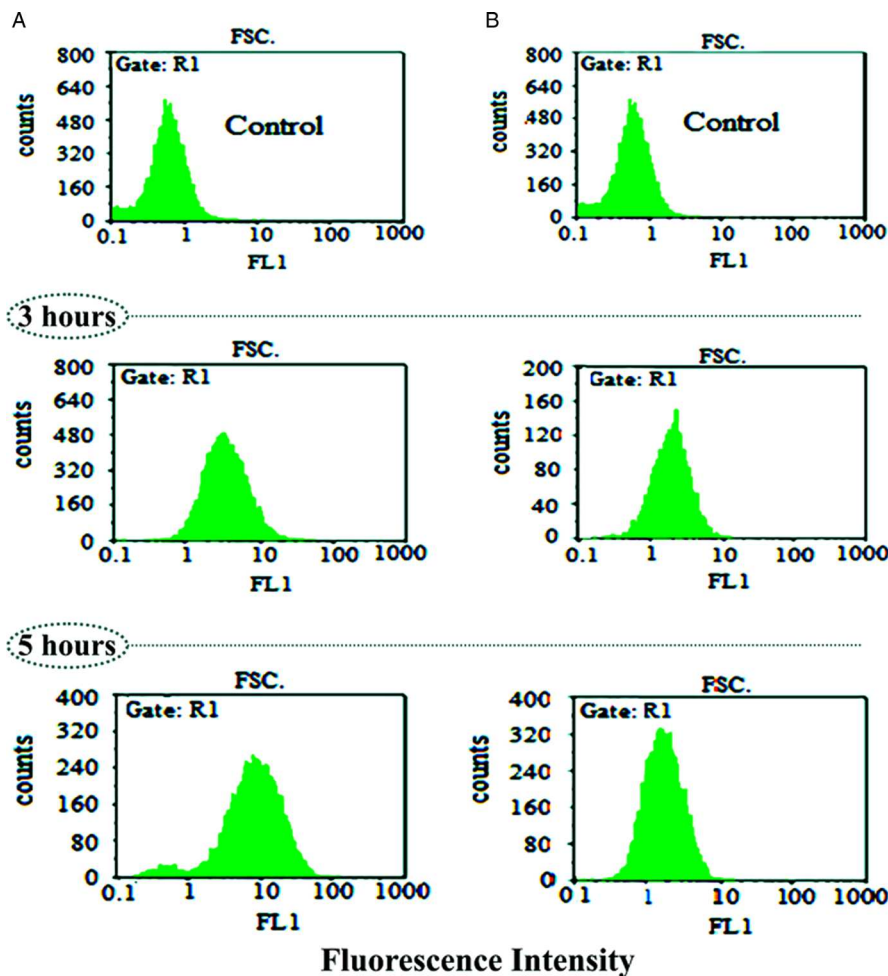 A
B
FSC.
FSC.
Gate: R1
Gate: R1
Control
Control
counts
counts
800
640
480
320
160
0
800
640
480
320
160
0
0.1 1 10 100 1000
0.1 1 10 100 1000
FL1
FL1
3 hours
FSC.
FSC.
Gate: R1
Gate: R1
counts
counts
800
640
480
320
160
0
200
160
120
80
40
0
0.1 1 10 100 1000
0.1 1 10 100 1000
FL1
FL1
5 hours
FSC.
FSC.
Gate: R1
Gate: R1
counts
counts
400
320
240
160
80
0
400
320
240
160
80
0
0.1 1 10 100 1000
0 1 1 10 100 1000
FL1
FL1
Fluorescence Intensity